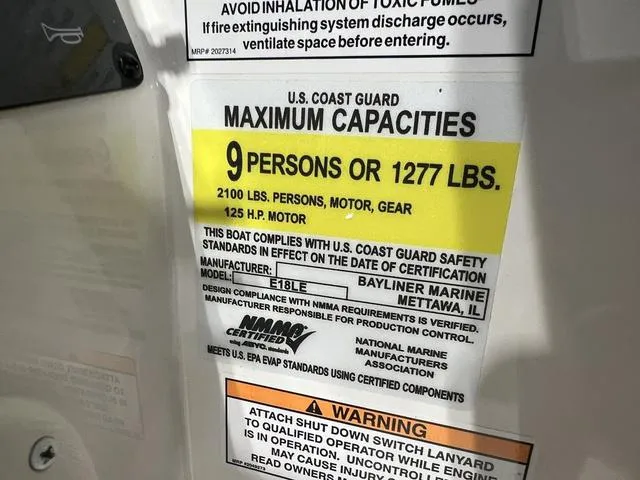 AVOID INHALATION OF TOXIC FUMES
If fire extinguishing system discharge occurs,
ventilate space before entering.
MRP# 2027314
U.S. COAST GUARD
MAXIMUM CAPACITIES
9 PERSONS OR 1277 LBS.
2100 LBS. PERSONS, MOTOR, GEAR
125 H.P. MOTOR
THIS BOAT COMPLIES WITH U.S. COAST GUARD SAFETY
STANDARDS IN EFFECT ON THE DATE OF CERTIFICATION
MANUFACTURER: BAYLINER MARINE
METTAWA, IL
MODEL: E18LE
DESIGN COMPLIANCE WITH NMMA REQUIREMENTS IS VERIFIED.
MANUFACTURER RESPONSIBLE FOR PRODUCTION CONTROL.
NMMA
CERTIFIED
using ABYC standards
NATIONAL MARINE
MANUFACTURERS
ASSOCIATION
MEETS U.S. EPA EVAP STANDARDS USING CERTIFIED COMPONENTS
WARNING
ATTACH SHUT DOWN SWITCH LANYARD
TO QUALIFIED OPERATOR WHILE ENGINE
IS IN OPERATION. UNCONTROLLE
MAY CAUSE INJURY
READ OWNERS M